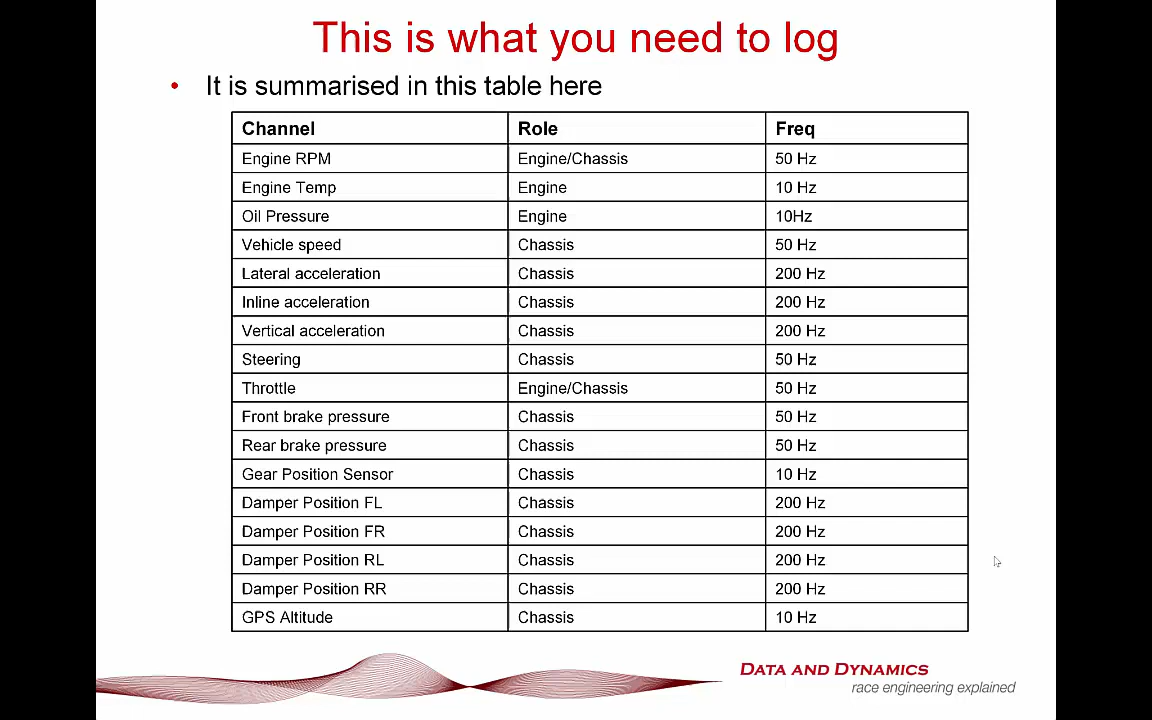 This is what you need to log
• It is summarised in this table here
Channel Role Freq
Engine RPM Engine/Chassis 50 Hz
Engine Temp Engine 10 Hz
Oil Pressure Engine 10Hz
Vehicle speed Chassis 50 Hz
Lateral acceleration Chassis 200 Hz
Inline acceleration Chassis 200 Hz
Vertical acceleration Chassis 200 Hz
Steering Chassis 50 Hz
Throttle Engine/Chassis 50 Hz
Front brake pressure Chassis 50 Hz
Rear brake pressure Chassis 50 Hz
Gear Position Sensor Chassis 10 Hz
Damper Position FL Chassis 200 Hz
Damper Position FR Chassis 200 Hz
Damper Position RL Chassis 200 Hz
Damper Position RR Chassis 200 Hz
GPS Altitude Chassis 10 Hz
DATA AND DYNAMICS
race engineering explained